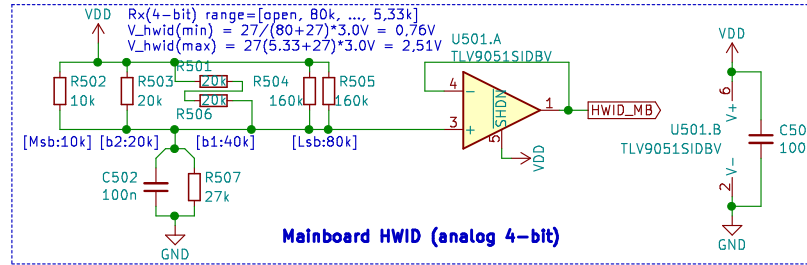 Rx(4-bit) range=[open, 80k, ..., 5,33k]
V_hwid(min) = 27/(80+27)*3.0V = 0,76V
V_hwid(max) = 27(5.33+27)*3.0V = 2,51V
VDD
R501
20k
R502
10k
R503
20k
20k
R506
R504
160k
R505
160k
[Msb:10k]
[b2:20k]
[b1:40k]
[Lsb:80k]
C502
100n
R507
27k
GND
U501.A
TLV9051SIDBV
4
3
−
+
SHDN
5
1
VDD
HWID_MB
VDD
6
V+
U501.B
TLV9051SIDBV
V-
2
C50
100
GND
Mainboard HWID (analog 4-bit)